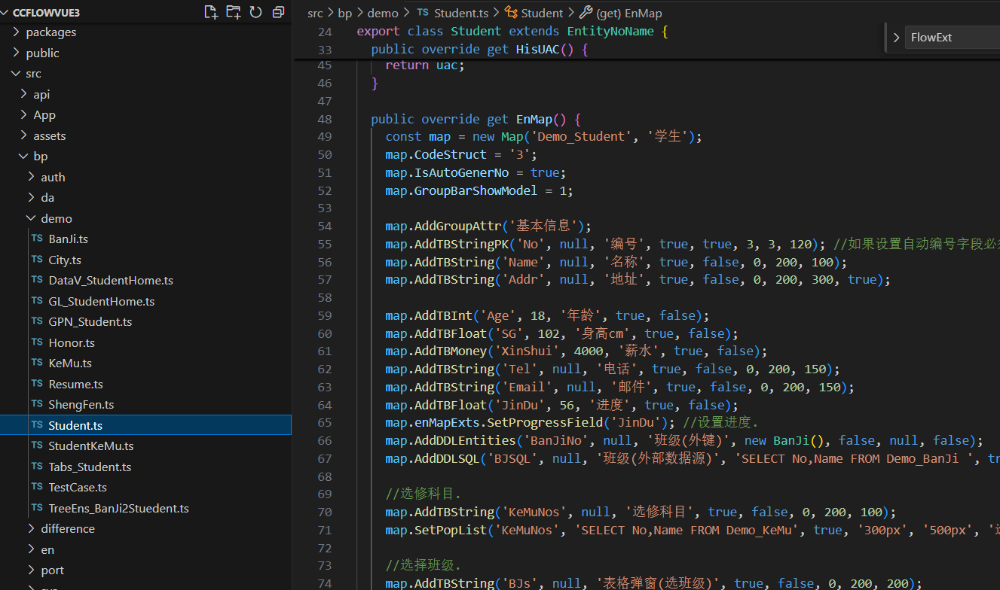 CCFLOWVUE3
packages
public
src
api
App
assets
bp
auth
da
demo
TS BanJi.ts
TS City.ts
TS DataV_StudentHome.ts
TS GL_StudentHome.ts
TS GPN_Student.ts
TS Honor.ts
TS KeMu.ts
TS Resume.ts
TS ShengFen.ts
TS Student.ts
TS StudentKeMu.ts
TS Tabs_Student.ts
TS TestCase.ts
TS TreeEns_BanJi2Stuedent.ts
difference
en
port
src > bp > demo > TS Student.ts > Student > (get) EnMap
FlowExt
24 export class Student extends EntityNoName {
33 public override get HisUAC() {
45 return uac;
46 }
47
48 public override get EnMap() {
49 const map = new Map('Demo_Student', '学生');
50 map.CodeStruct = '3';
51 map.IsAutoGenerNo = true;
52 map.GroupBarShowModel = 1;
53
54 map.AddGroupAttr('基本信息');
55 map.AddTBStringPK('No', null, '编号', true, true, 3, 3, 120); //如果设置自动编号字段必
56 map.AddTBString('Name', null, '名称', true, false, 0, 200, 100);
57 map.AddTBString('Addr', null, '地址', true, false, 0, 200, 300, true);
58
59 map.AddTBInt('Age', 18, '年龄', true, false);
60 map.AddTBFloat('SG', 102, '身高cm', true, false);
61 map.AddTBMoney('XinShui', 4000, '薪水', true, false);
62 map.AddTBString('Tel', null, '电话', true, false, 0, 200, 150);
63 map.AddTBString('Email', null, '邮件', true, false, 0, 200, 150);
64 map.AddTBFloat('JinDu', 56, '进度', true, false);
65 map.enMapExts.SetProgressField('JinDu'); //设置进度.
66 map.AddDDLEntities('BanJiNo', null, '班级(外键)', new BanJi(), false, null, false);
67 map.AddDDLSQL('BJSQL', null, '班级(外部数据源)', 'SELECT No,Name FROM Demo_BanJi ',
68
69 //选修科目.
70 map.AddTBString('KeMuNos', null, '选修科目', true, false, 0, 200, 100);
71 map.SetPopList('KeMuNos', 'SELECT No,Name FROM Demo_KeMu', true, '300px', '500px', '
72
73 //选择班级.
74 map.AddTBString('BJs', null, '表格弹窗(选班级)', true, false, 0, 200, 200);